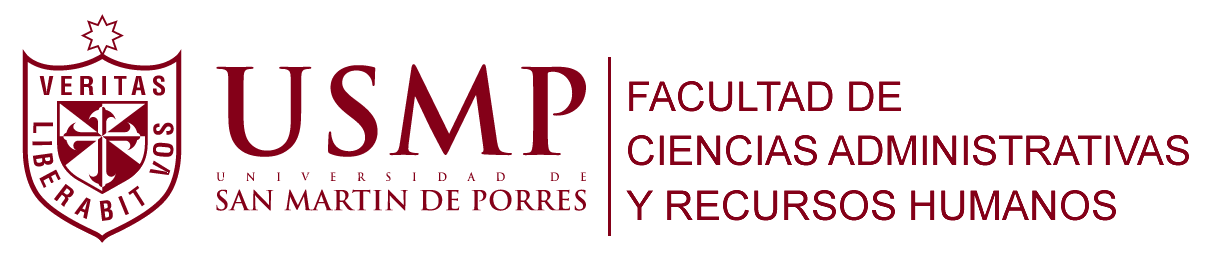 VERITAS
LIBERABIT VOS
USMP
UNIVERSIDAD DE
SAN MARTIN DE PORRES
FACULTAD DE
CIENCIAS ADMINISTRATIVAS
Y RECURSOS HUMANOS